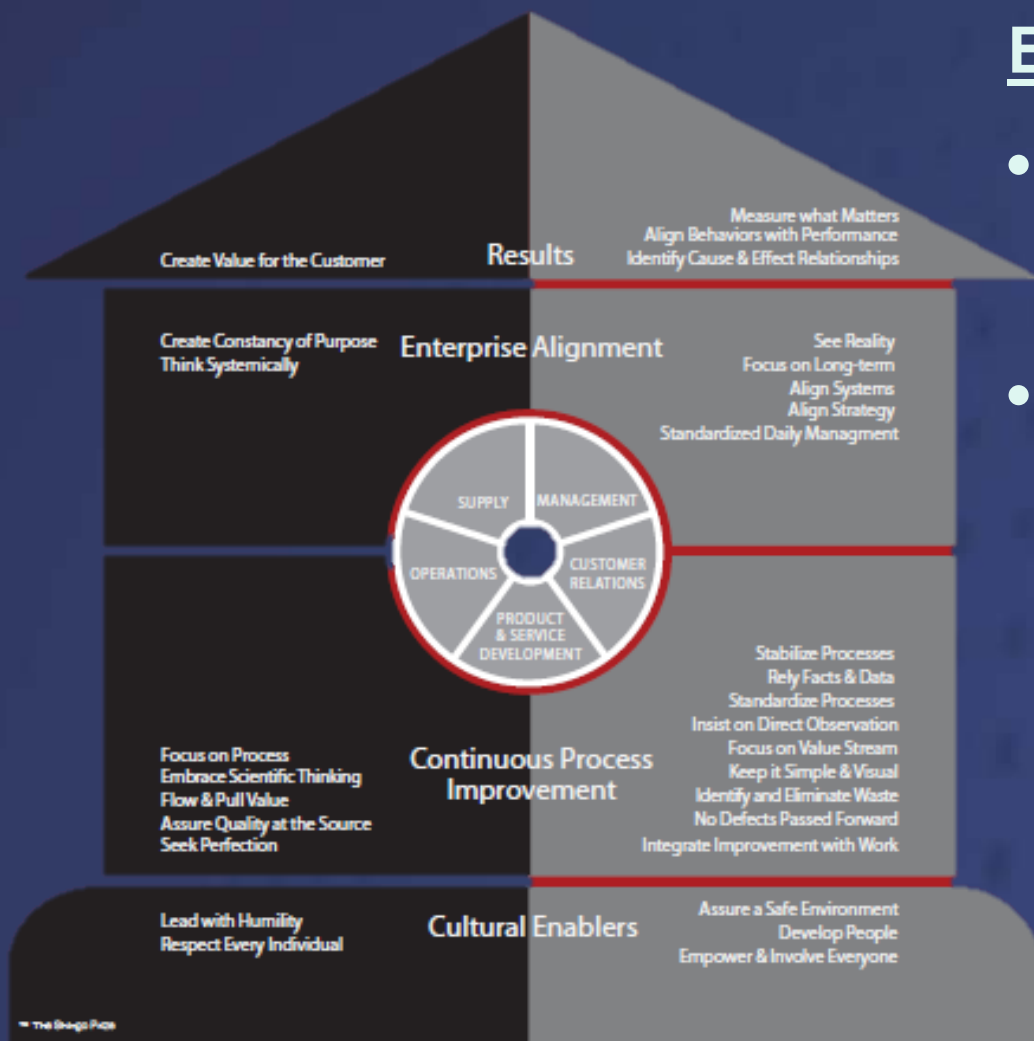 E
Create Value for the Customer
Results
Measure what Matters
Align Behaviors with Performance
Identify Cause & Effect Relationships
Create Constancy of Purpose
Think Systemically
Enterprise Alignment
See Reality
Focus on Long-term
Align Systems
Align Strategy
Standardized Daily Managment
SUPPLY
MANAGEMENT
OPERATIONS
CUSTOMER
RELATIONS
PRODUCT
& SERVICE
DEVELOPMENT
Focus on Process
Embrace Scientific Thinking
Flow & Pull Value
Assure Quality at the Source
Seek Perfection
Continuous Process
Improvement
Stabilize Processes
Rely Facts & Data
Standardize Processes
Insist on Direct Observation
Focus on Value Stream
Keep it Simple & Visual
Identify and Eliminate Waste
No Defects Passed Forward
Integrate Improvement with Work
Lead with Humility
Respect Every Individual
Cultural Enablers
Assure a Safe Environment
Develop People
Empower & Involve Everyone
The Shingo Prize